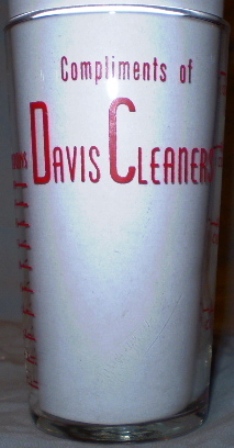 Compliments of
DAVIS CLEANERS